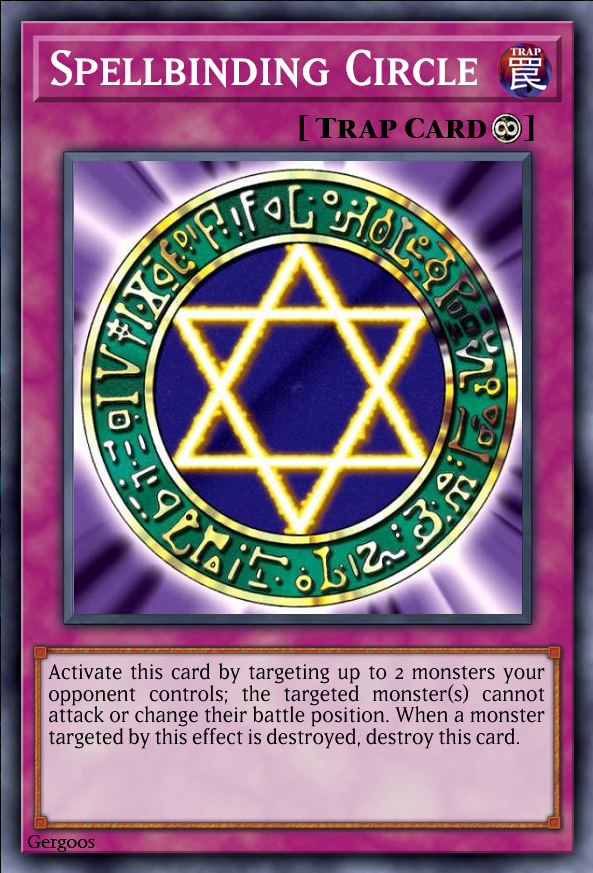 SPELLBINDING CIRCLE
TRAP
罠
[ TRAP CARD ]
Activate this card by targeting up to 2 monsters your
opponent controls; the targeted monster(s) cannot
attack or change their battle position. When a monster
targeted by this effect is destroyed, destroy this card.
Gergoos